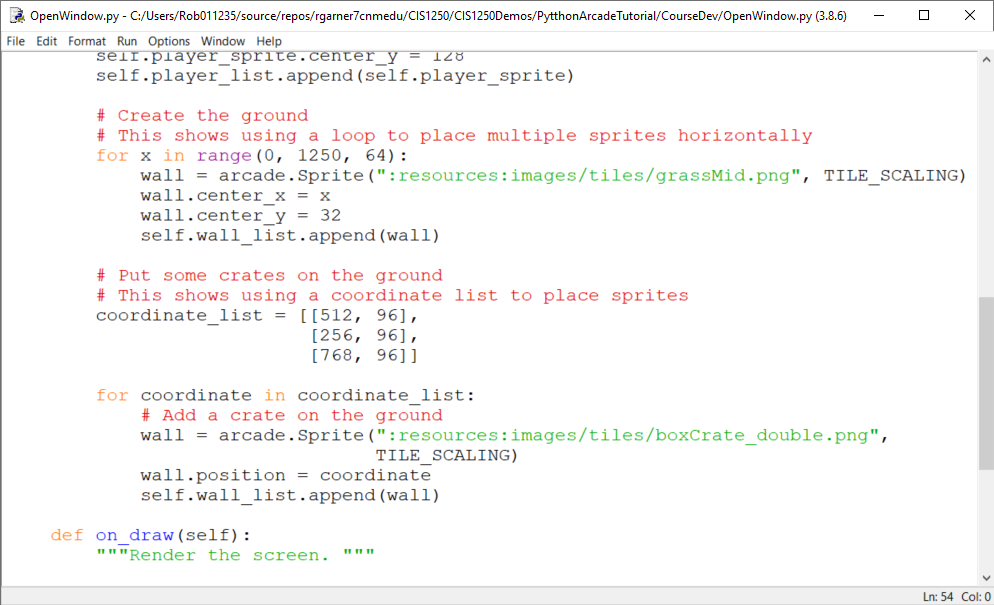 OpenWindow.py - C:/Users/Rob011235/source/repos/rgarner7cnmedu/CIS1250/CIS1250Demos/PytthonArcadeTutorial/CourseDev/OpenWindow.py (3.8.6)
File Edit Format Run Options Window Help
self.player_sprite.center_y = 128
self.player_list.append(self.player_sprite)
# Create the ground
# This shows using a loop to place multiple sprites horizontally
for x in range(0, 1250, 64):
wall = arcade.Sprite(":resources:images/tiles/grassMid.png", TILE_SCALING)
wall.center_x = x
wall.center_y = 32
self.wall_list.append(wall)
# Put some crates on the ground
# This shows using a coordinate list to place sprites
coordinate_list = [[512, 96],
[256, 96],
[768, 96]]
for coordinate in coordinate_list:
# Add a crate on the ground
wall = arcade.Sprite(":resources:images/tiles/boxCrate_double.png",
TILE_SCALING)
wall.position = coordinate
self.wall_list.append(wall)
def on_draw(self):
"""Render the screen. """
Ln: 54 Col: 0